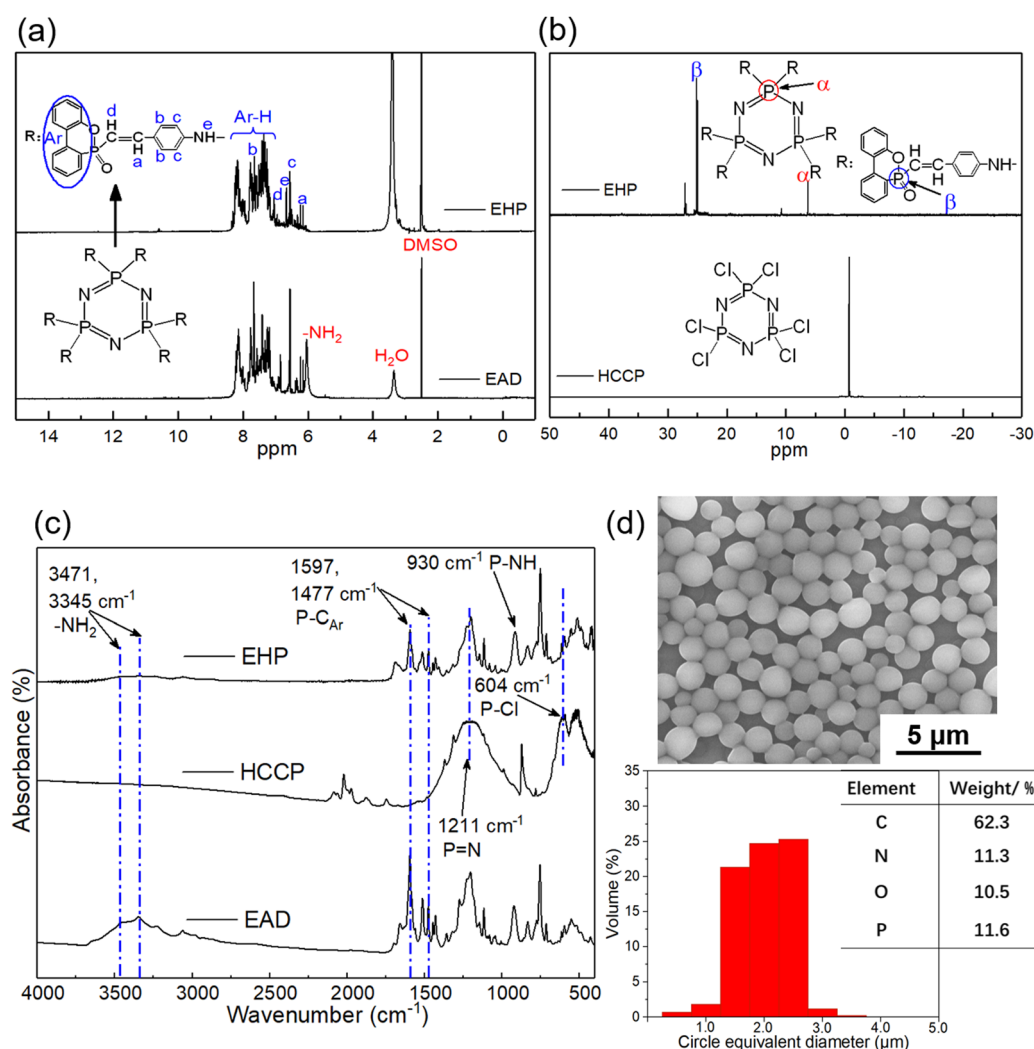 (a)
R:
Ar
H
d
O
P
O
H
a
b
c
b
c
e
NH
Ar-H
b
d
e
c
a
EHP
DMSO
R
R
P
N
N
R
P
P
R
R
N
R
-NH2
H2O
EAD
15
14
12
10
8
6
4
2
0
-1
ppm
(b)
β
R
R
P
α
N
N
R
P
P
R
R
N
R
α
EHP
R:
O
P
O
H
C
C
H
NH
β
Cl
Cl
P
N
N
Cl
P
P
Cl
Cl
N
Cl
HCCP
50
40
30
20
10
0
-10
-20
-30
ppm
(c)
3471,
3345 cm-1
-NH2
1597,
1477 cm-1
P-CAr
930 cm-1 P-NH
EHP
604 cm-1
P-Cl
HCCP
1211 cm-1
P=N
EAD
Absorbance (%)
4000 3500 3000 2500 2000 1500 1000 500
Wavenumber (cm-1)
(d)
5 μm
Volume (%)
35
30
25
20
15
10
5
0
Element Weight/ %
C 62.3
N 11.3
O 10.5
P 11.6
1.0 2.0 3.0 4.0 5.0
Circle equivalent diameter (μm)